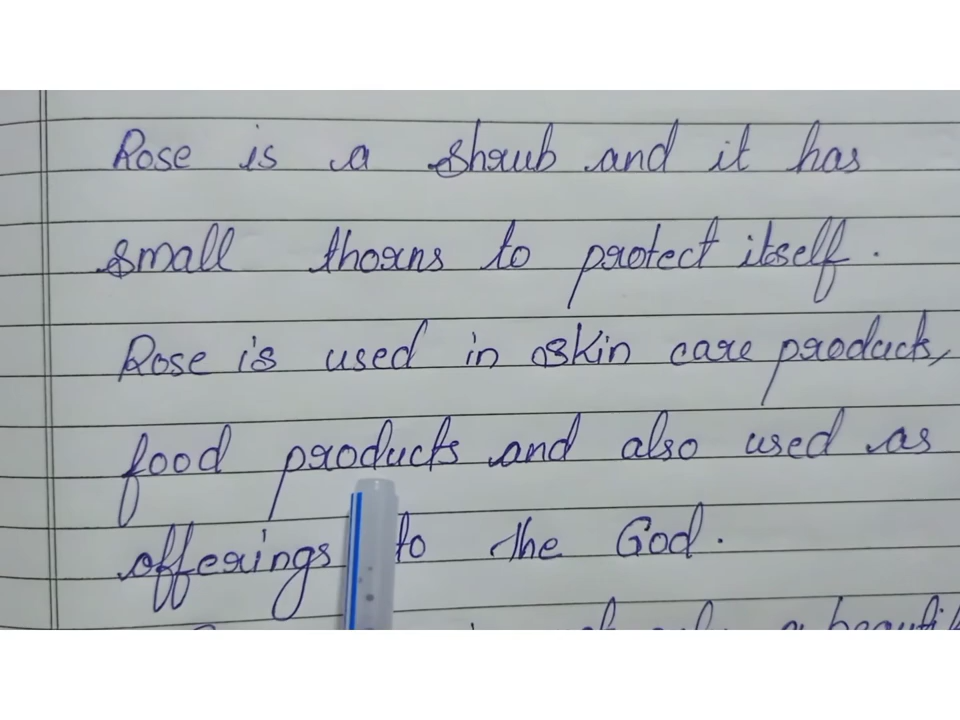 Rose is a shrub and it has
small thorns to protect itself.
Rose is used in skin care products,
food products and also used as
offerings to the God.
a beautif